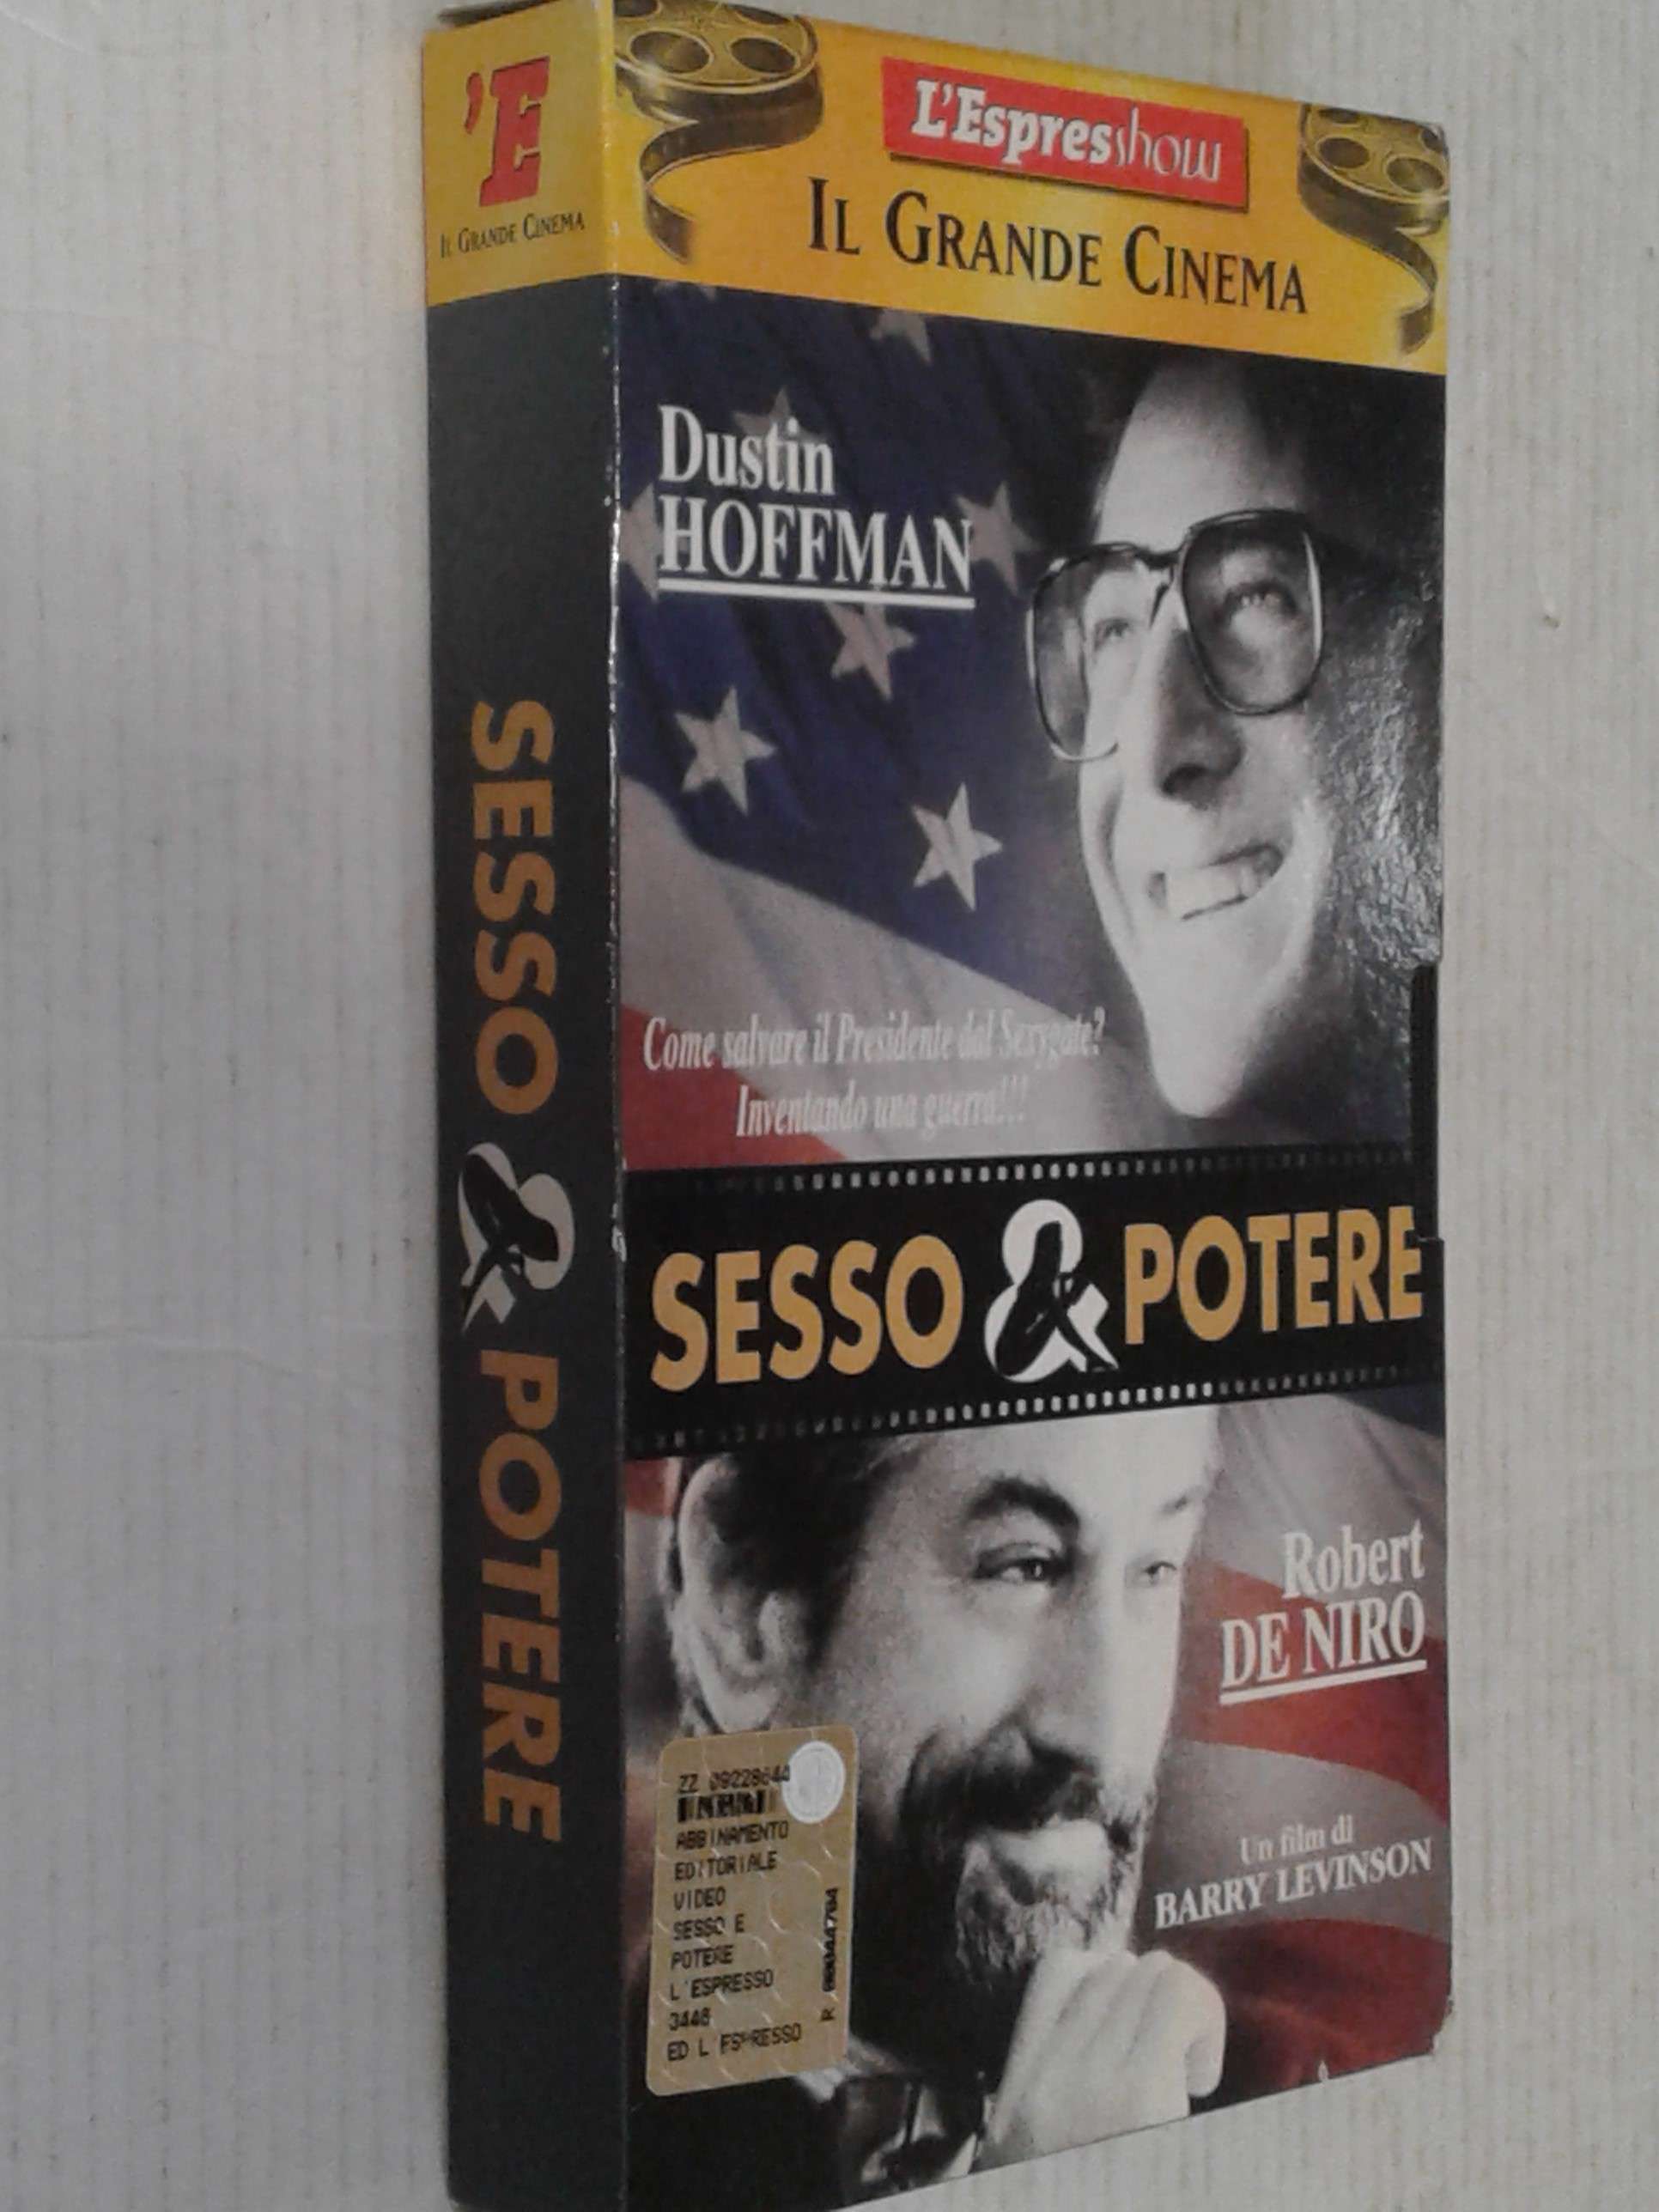 'E
IL GRANDE CINEMA
SESSO & POTERE
L'Espresshow
IL GRANDE CINEMA
Dustin
HOFFMAN
Come salvare il Presidente dal Sexygate?
Inventando una guerra!!!
SESSO & POTERE
Robert
DE NIRO
Un film di
BARRY LEVINSON
ZZ
ABBINAMENTO
EDITORIALE
VIDEO
SESSO E
POTERE
L'ESPRESSO
3446
ED L'ESPRESSO